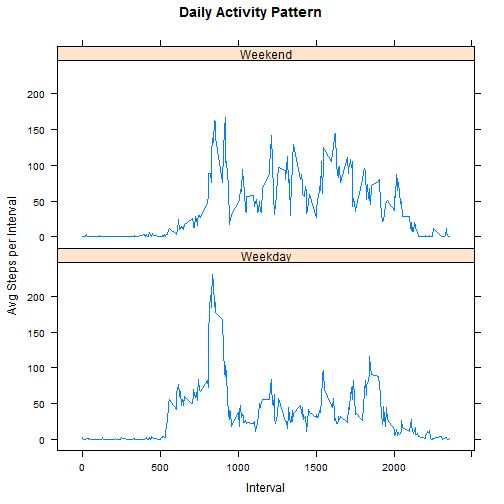 Daily Activity Pattern
Weekend
200
150
100
50
0
Avg Steps per Interval
Weekday
200
150
100
50
0
0 500 1000 1500 2000
Interval